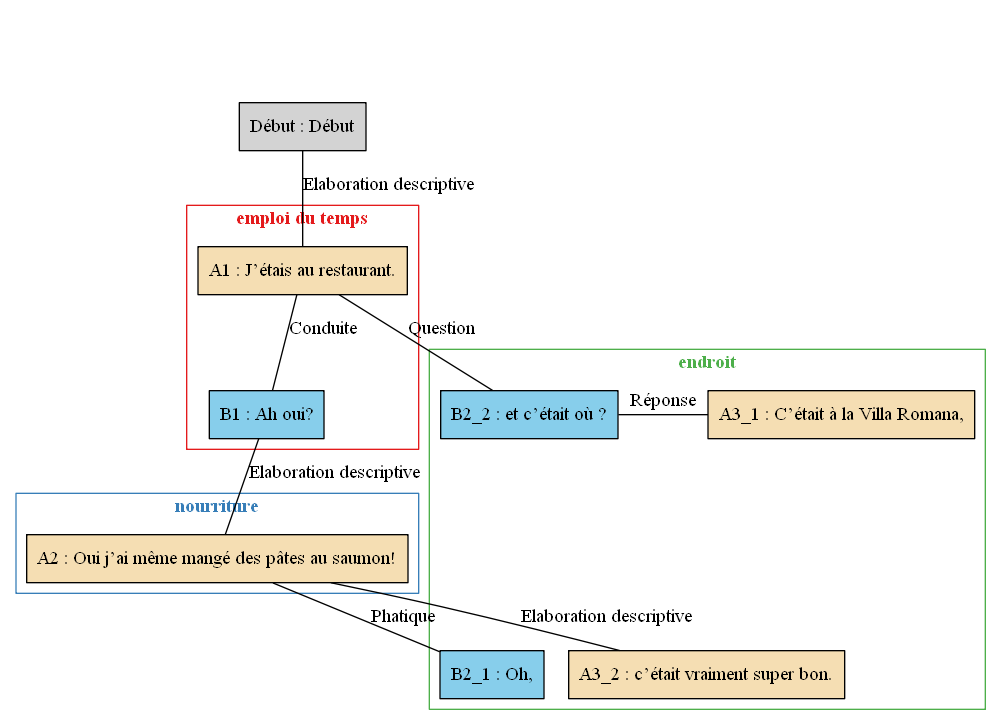 Début : Début
Elaboration descriptive
emploi du temps
A1 : J’étais au restaurant.
Conduite
Question
endroit
B1 : Ah oui?
B2_2 : et c’était où ?
Réponse
A3_1 : C’était à la Villa Romana,
Elaboration descriptive
nourriture
A2 : Oui j’ai même mangé des pâtes au saumon!
Phatique
Elaboration descriptive
B2_1 : Oh,
A3_2 : c’était vraiment super bon.